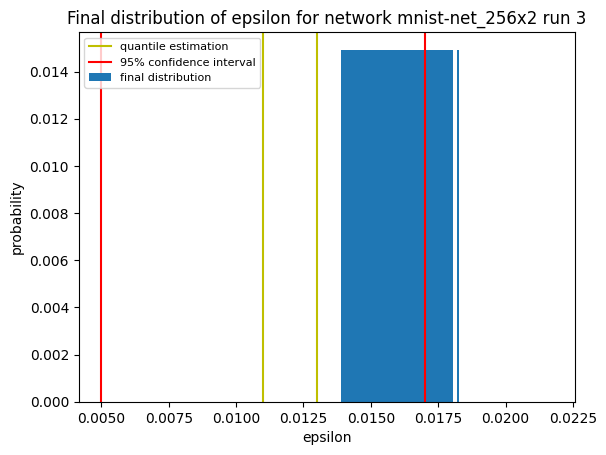 Final distribution of epsilon for network mnist-net_256x2 run 3
quantile estimation
95% confidence interval
final distribution
probability
0.014
0.012
0.010
0.008
0.006
0.004
0.002
0.000
0.0050
0.0075
0.0100
0.0125
0.0150
0.0175
0.0200
0.0225
epsilon